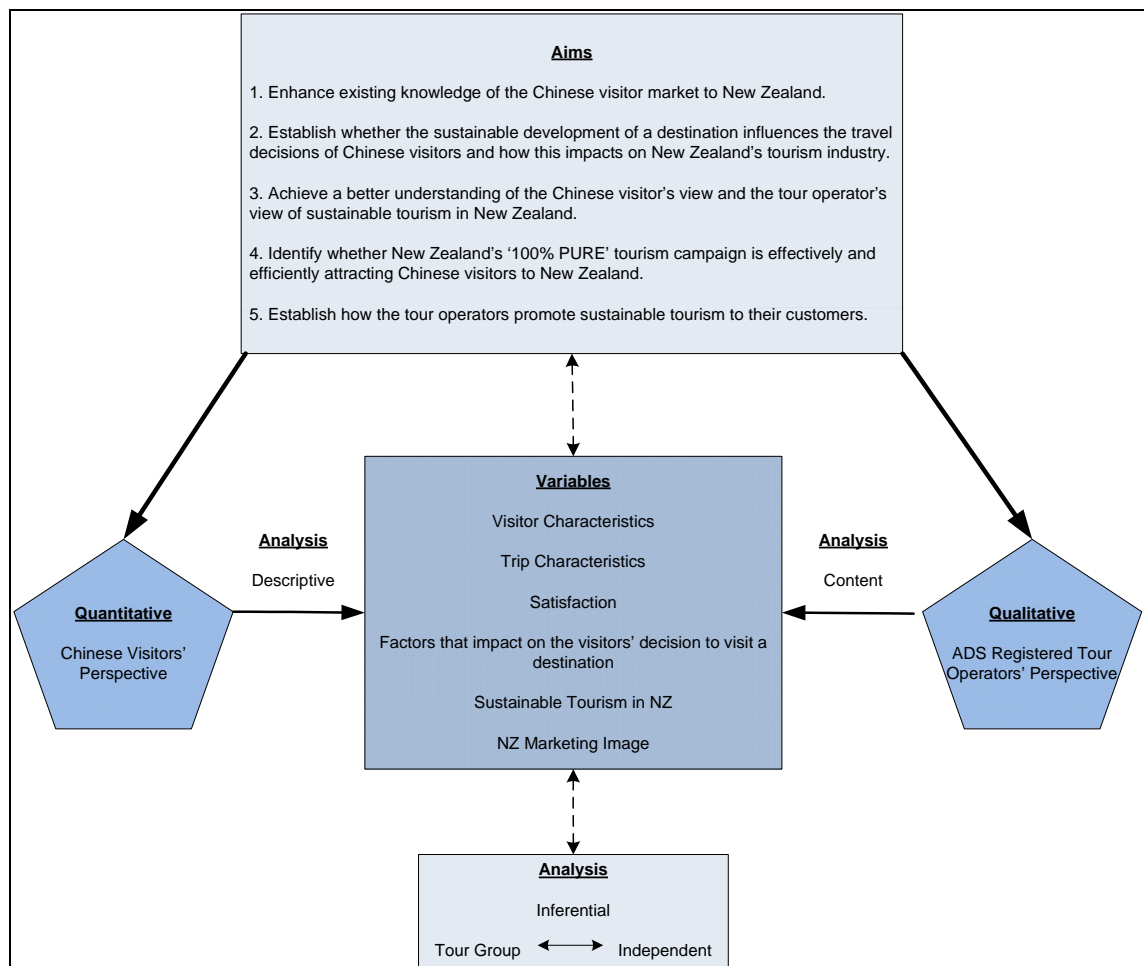 Aims
1. Enhance existing knowledge of the Chinese visitor market to New Zealand.
2. Establish whether the sustainable development of a destination influences the travel
decisions of Chinese visitors and how this impacts on New Zealand's tourism industry.
3. Achieve a better understanding of the Chinese visitor's view and the tour operator's
view of sustainable tourism in New Zealand.
4. Identify whether New Zealand's '100% PURE' tourism campaign is effectively and
efficiently attracting Chinese visitors to New Zealand.
5. Establish how the tour operators promote sustainable tourism to their customers.
Quantitative
Chinese Visitors'
Perspective
Analysis
Descriptive
Variables
Visitor Characteristics
Trip Characteristics
Satisfaction
Factors that impact on the visitors' decision to visit a
destination
Sustainable Tourism in NZ
NZ Marketing Image
Analysis
Content
Qualitative
ADS Registered Tour
Operators' Perspective
Analysis
Inferential
Tour Group Independent